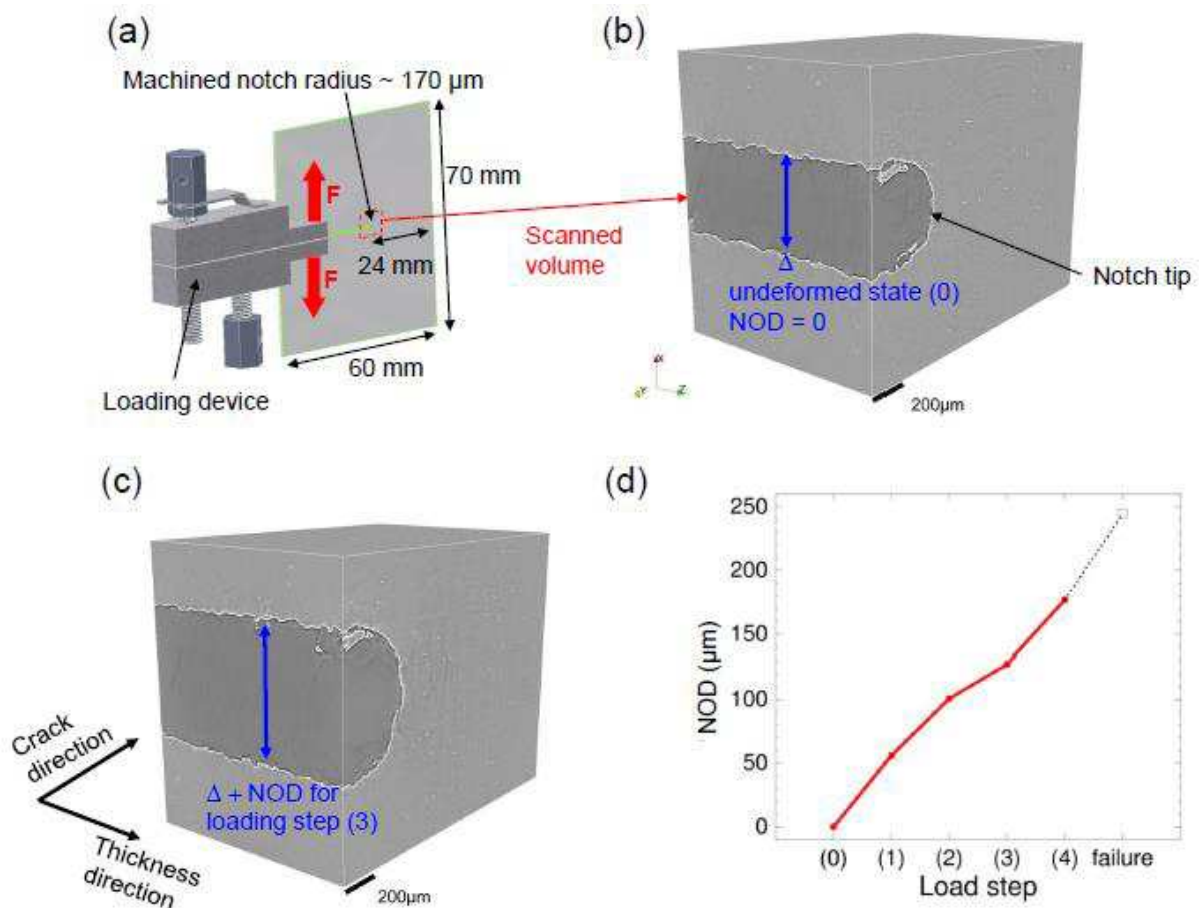 (a)
Machined notch radius ~ 170 µm
F
F
70 mm
24 mm
60 mm
Loading device
Scanned
volume
(b)
Δ
undeformed state (0)
NOD = 0
Notch tip
200µm
(c)
Δ + NOD for
loading step (3)
Crack
direction
Thickness
direction
200µm
(d)
NOD (µm)
250
200
150
100
50
0
(0) (1) (2) (3) (4) failure
Load step